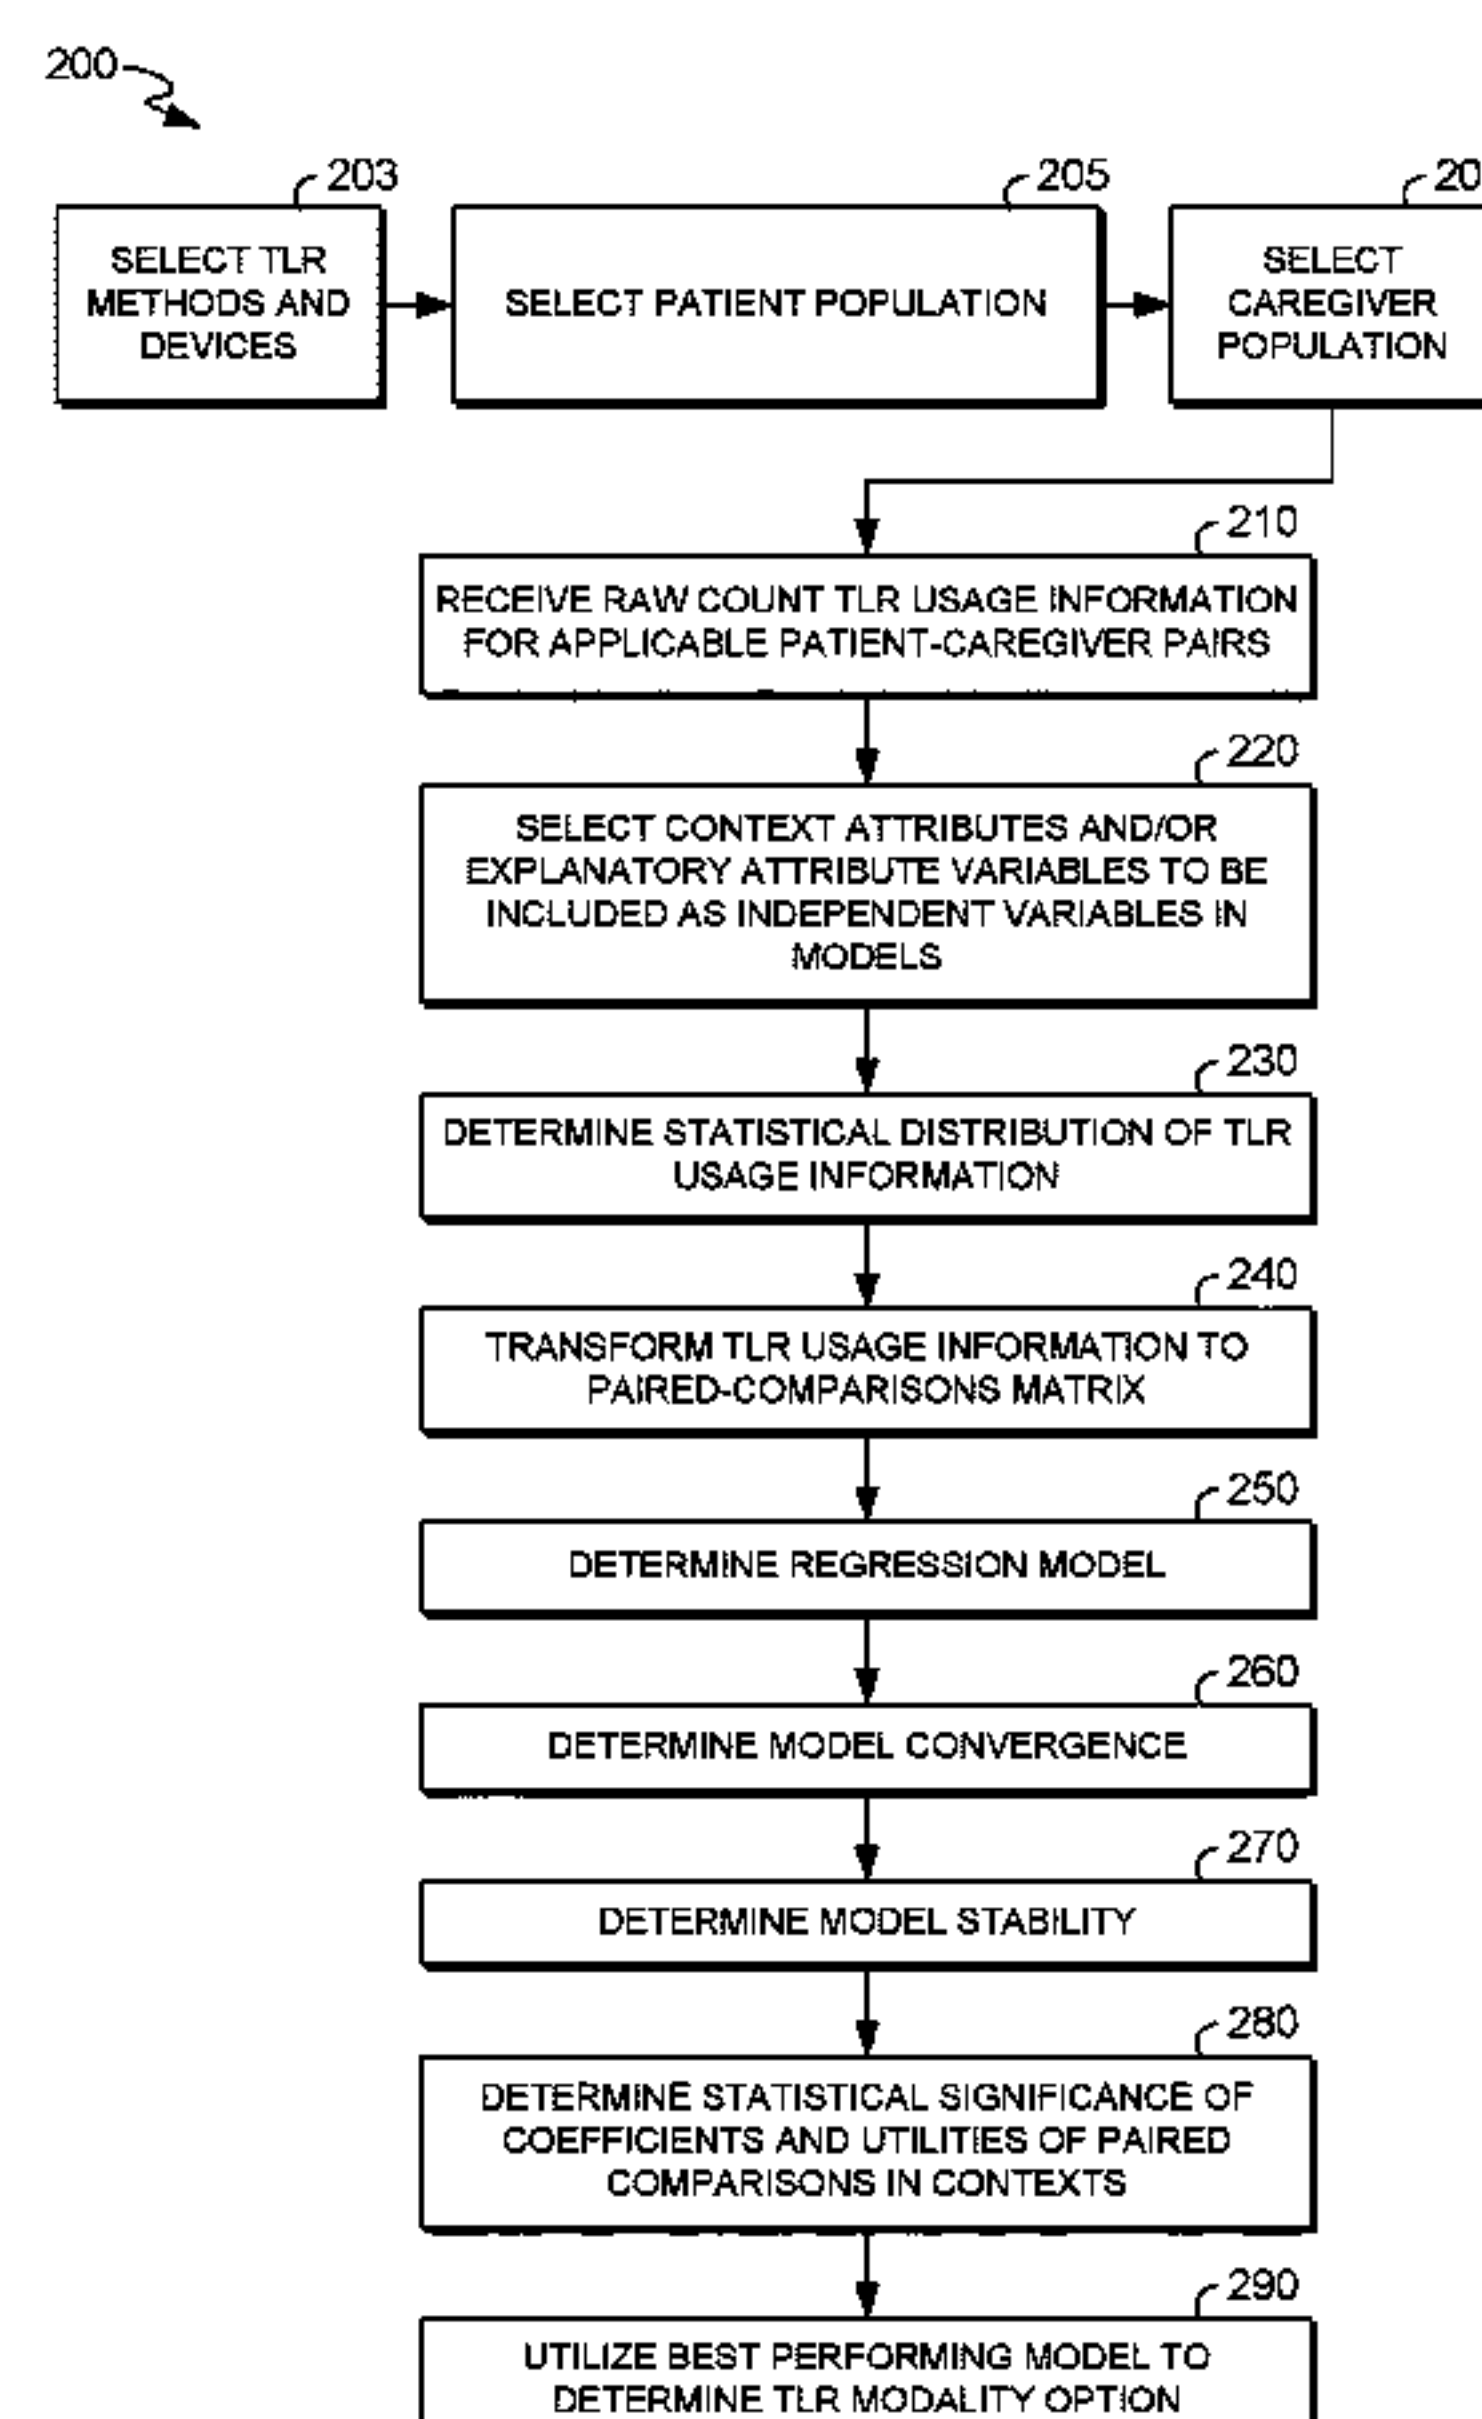 200
203
205
20
SELECT TLR
METHODS AND
DEVICES
SELECT PATIENT POPULATION
SELECT
CAREGIVER
POPULATION
210
RECEIVE RAW COUNT TLR USAGE INFORMATION
FOR APPLICABLE PATIENT-CAREGIVER PAIRS
220
SELECT CONTEXT ATTRIBUTES AND/OR
EXPLANATORY ATTRIBUTE VARIABLES TO BE
INCLUDED AS INDEPENDENT VARIABLES IN
MODELS
230
DETERMINE STATISTICAL DISTRIBUTION OF TLR
USAGE INFORMATION
240
TRANSFORM TLR USAGE INFORMATION TO
PAIRED-COMPARISONS MATRIX
250
DETERMINE REGRESSION MODEL
260
DETERMINE MODEL CONVERGENCE
270
DETERMINE MODEL STABILITY
280
DETERMINE STATISTICAL SIGNIFICANCE OF
COEFFICIENTS AND UTILITIES OF PAIRED
COMPARISONS IN CONTEXTS
290
UTILIZE BEST PERFORMING MODEL TO
DETERMINE TLR MODALITY OPTION